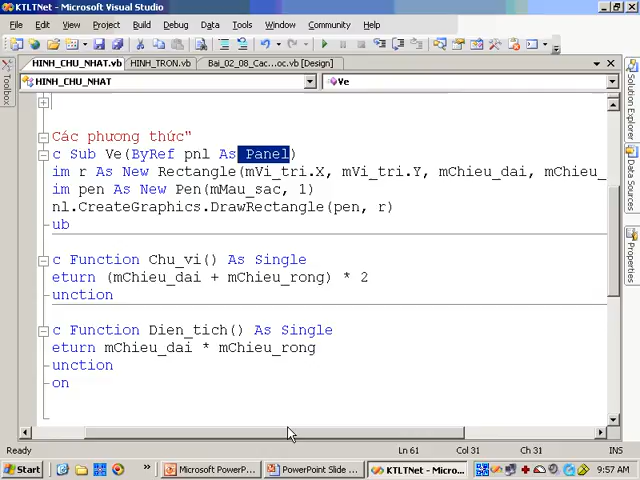 KTLTNet - Microsoft Visual Studio
File Edit View Project Build Debug Data Tools Window Community Help
HINH_CHU_NHAT.vb HINH_TRON.vb Bai_02_08_Cac...oc.vb [Design]
HINH_CHU_NHAT Ve
Toolbox
Solution Explorer
Data Sources
Properties
Các phương thức"
c Sub Ve(ByRef pnl As Panel)
im r As New Rectangle(mVi_tri.X, mVi_tri.Y, mChieu_dai, mChieu_
im pen As New Pen(mMau_sac, 1)
nl.CreateGraphics.DrawRectangle(pen, r)
ub
c Function Chu_vi() As Single
eturn (mChieu_dai + mChieu_rong) * 2
unction
c Function Dien_tich() As Single
eturn mChieu_dai * mChieu_rong
unction
on
Ready Ln 61 Col 31 Ch 31 INS
Start Microsoft PowerP... PowerPoint Slide ... KTLTNet - Micros... 9:57 AM